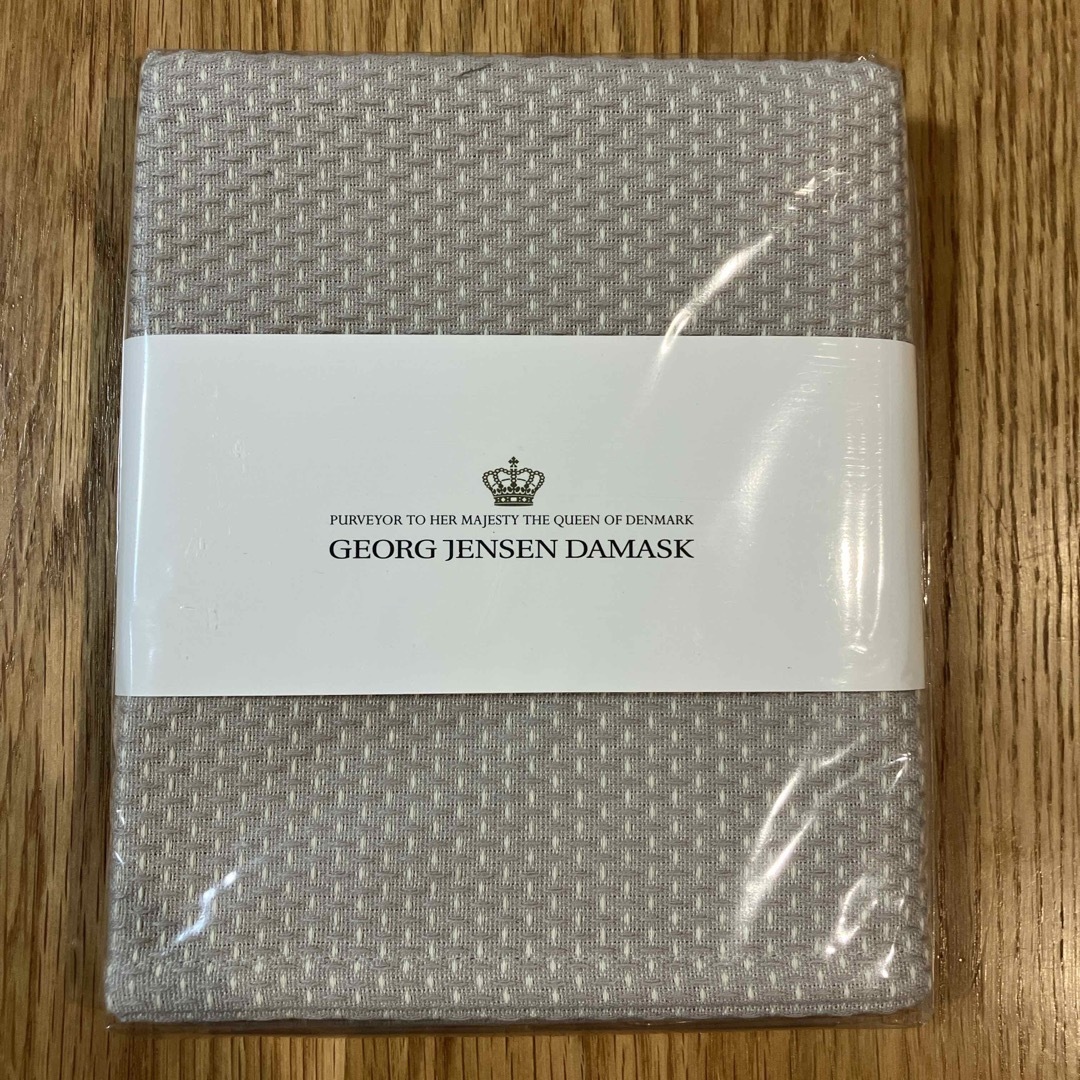 PURVEYOR TO HER MAJESTY THE QUEEN OF DENMARK
GEORG JENSEN DAMASK